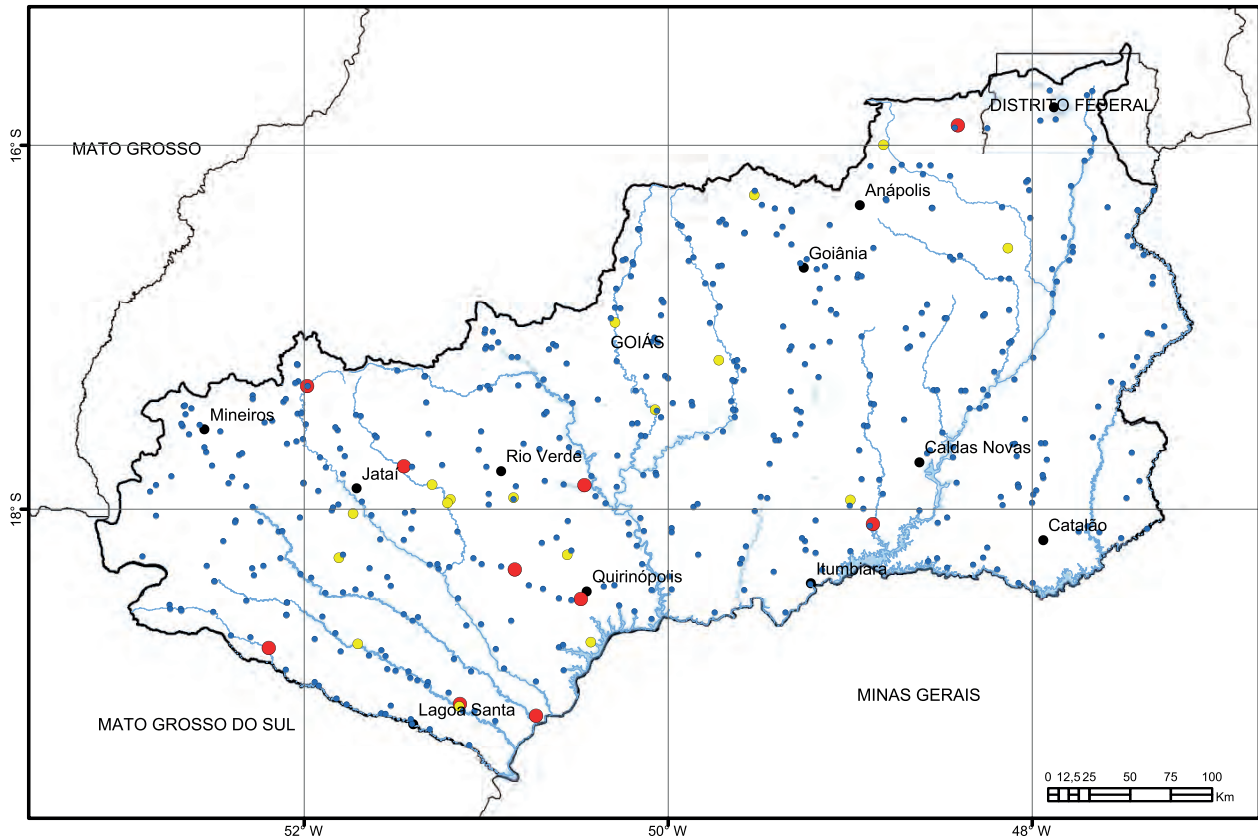 DISTRITO FEDERAL
16° S
MATO GROSSO
Anápolis
Goiânia
GOIÁS
Mineiros
Caldas Novas
Rio Verde
Jataí
18° S
Catalão
Itumbiara
Quirinópolis
MINAS GERAIS
Lagoa Santa
MATO GROSSO DO SUL
0 12,5 25 50 75 100
Km
52° W 50° W 48° W